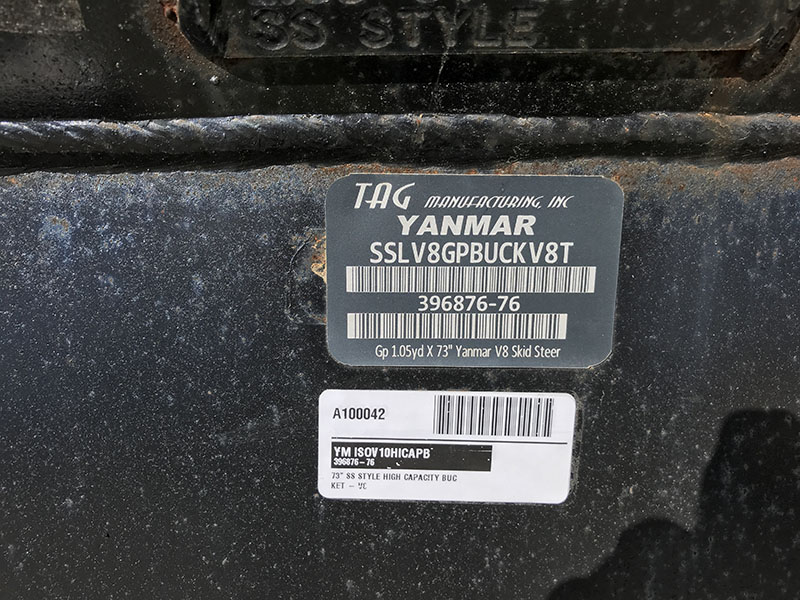 SS STYLE
TAG MANUFACTURING, INC
YANMAR
SSLV8GPBUCKV8T
396876-76
Gp 1.05yd X 73" Yanmar V8 Skid Steer
A100042
YM ISOV10HICAPB
396876-76
73" SS STYLE HIGH CAPACITY BUC
KET -